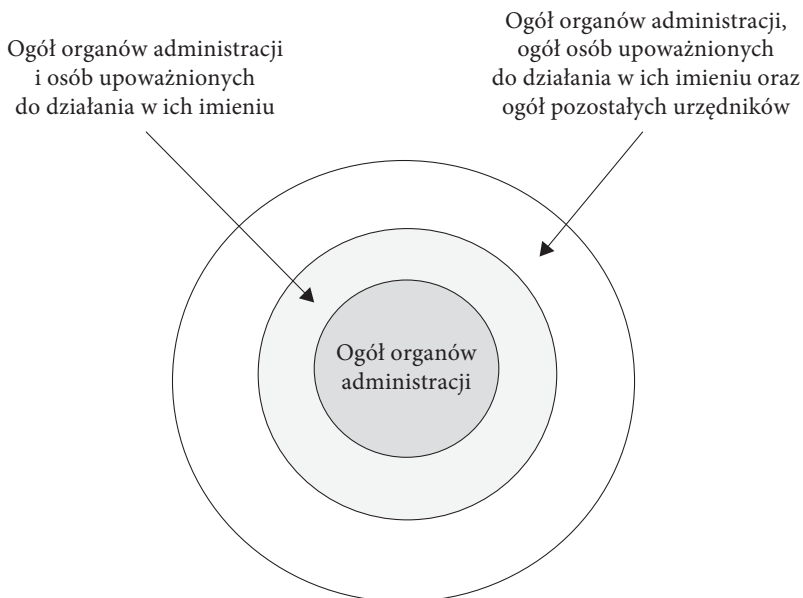 Ogół organów administracji
i osób upoważnionych
do działania w ich imieniu
Ogół organów administracji,
ogół osób upoważnionych
do działania w ich imieniu oraz
ogół pozostałych urzędników
Ogół organów
administracji